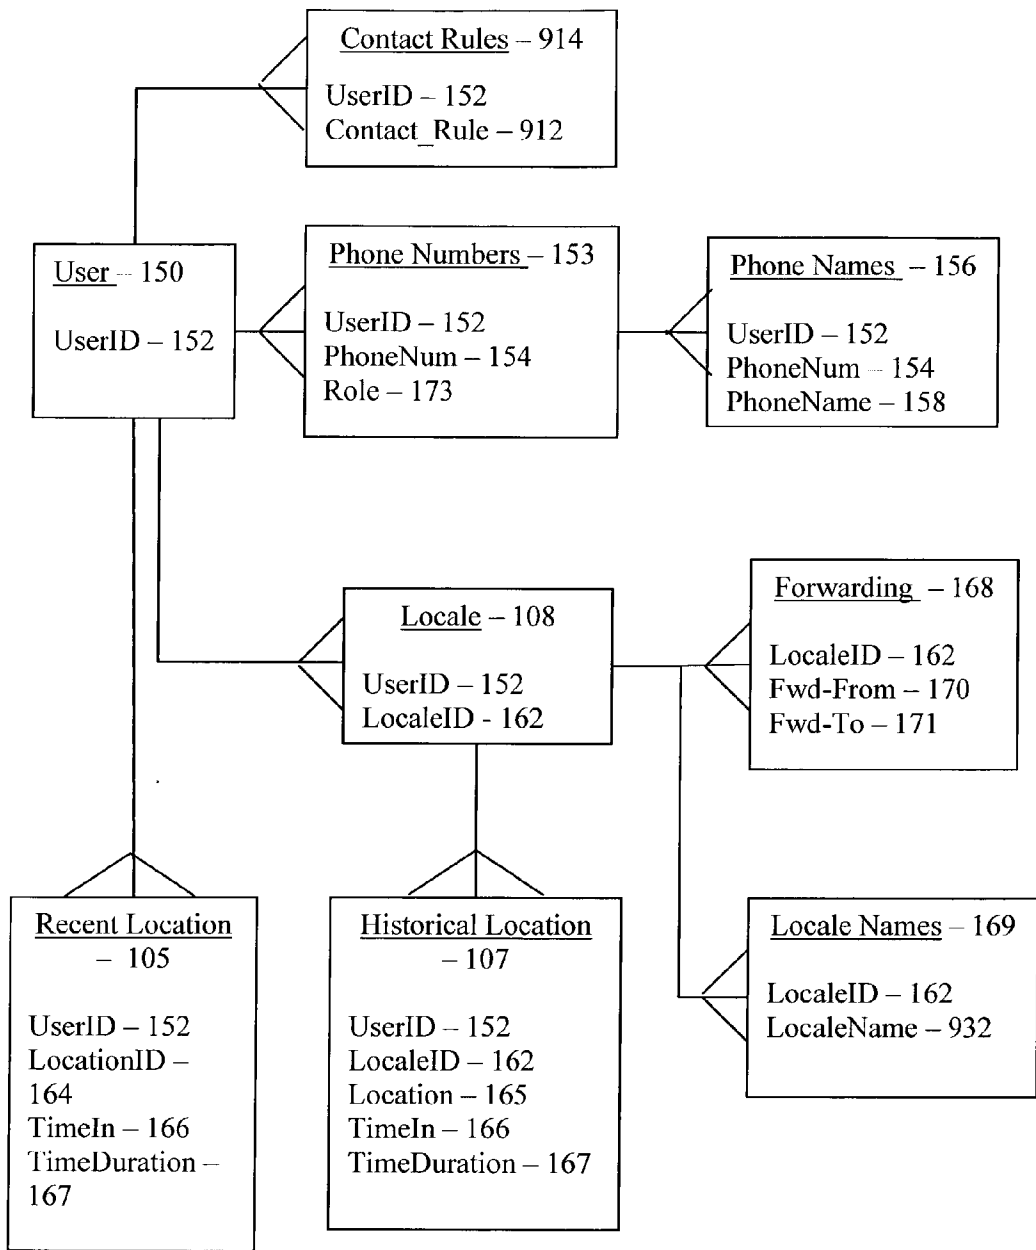 Contact Rules – 914
UserID – 152
Contact_Rule – 912
User – 150
UserID – 152
Phone Numbers – 153
UserID – 152
PhoneNum – 154
Role – 173
Phone Names – 156
UserID – 152
PhoneNum – 154
PhoneName – 158
Locale – 108
UserID – 152
LocaleID - 162
Forwarding – 168
LocaleID – 162
Fwd-From – 170
Fwd-To – 171
Recent Location
– 105
UserID – 152
LocationID –
164
TimeIn – 166
TimeDuration –
167
Historical Location
– 107
UserID – 152
LocaleID – 162
Location – 165
TimeIn – 166
TimeDuration – 167
Locale Names – 169
LocaleID – 162
LocaleName – 932